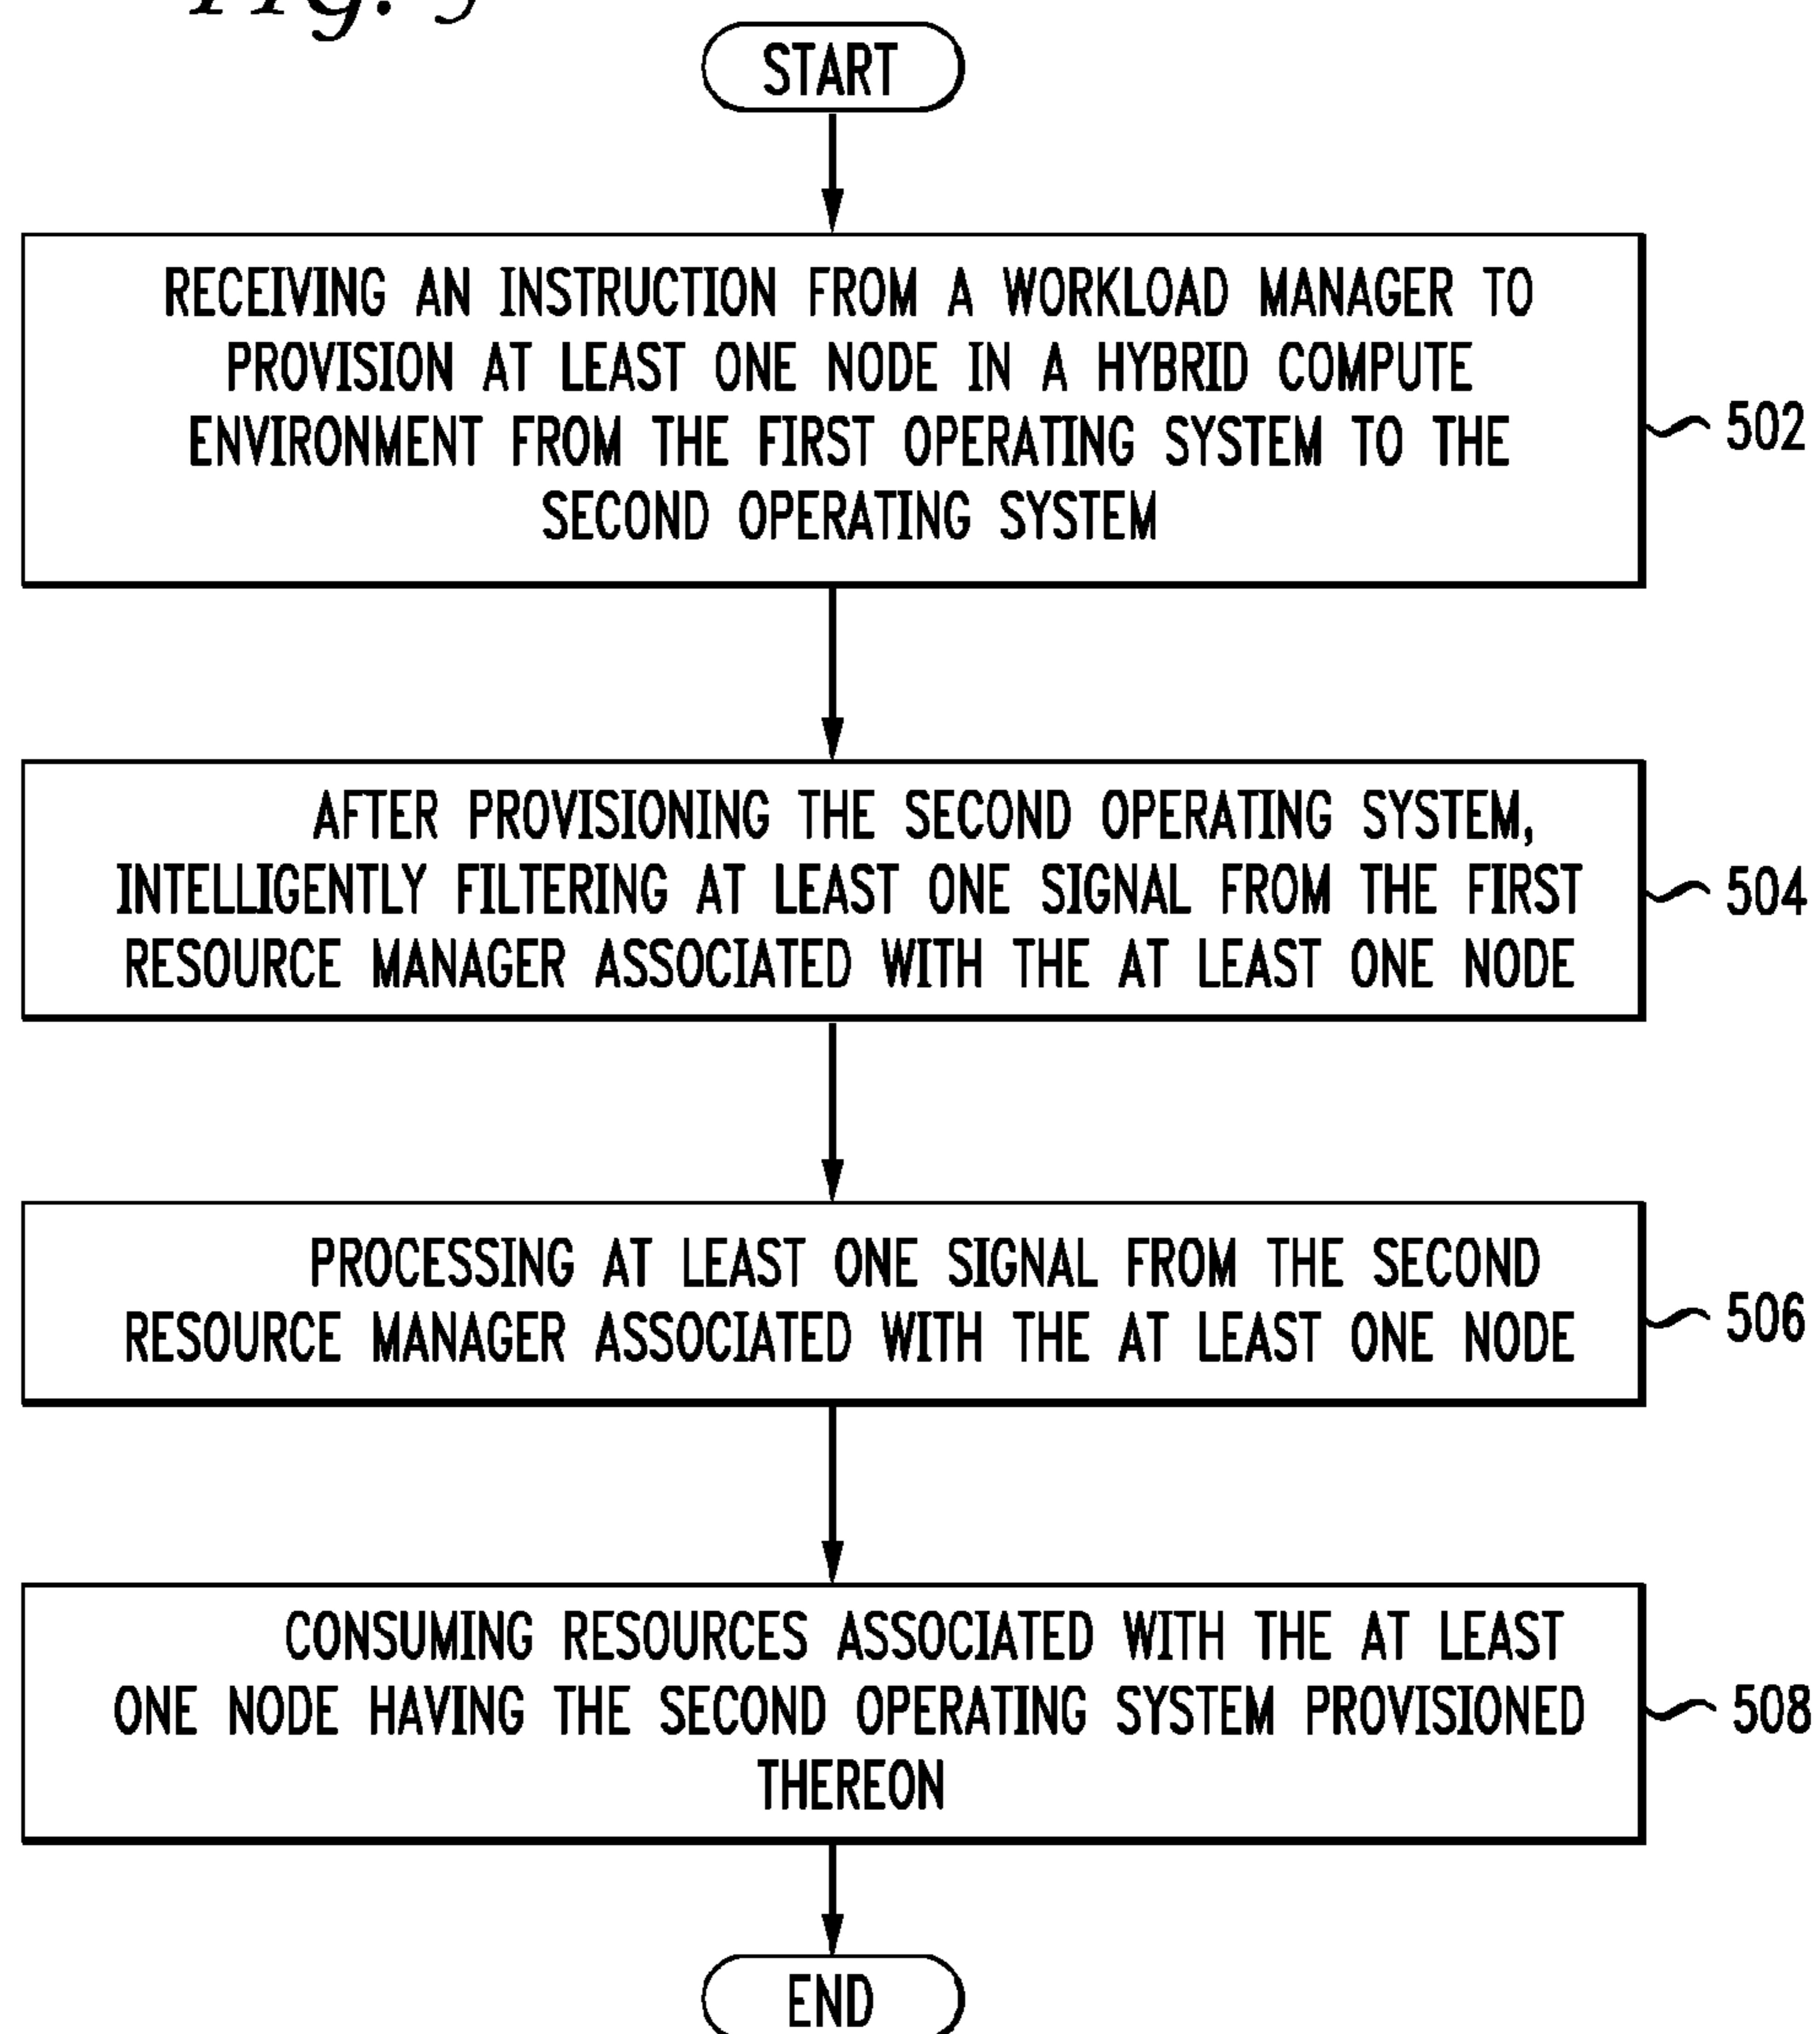 FIG. 5
START
RECEIVING AN INSTRUCTION FROM A WORKLOAD MANAGER TO
PROVISION AT LEAST ONE NODE IN A HYBRID COMPUTE
ENVIRONMENT FROM THE FIRST OPERATING SYSTEM TO THE
SECOND OPERATING SYSTEM
502
AFTER PROVISIONING THE SECOND OPERATING SYSTEM,
INTELLIGENTLY FILTERING AT LEAST ONE SIGNAL FROM THE FIRST
RESOURCE MANAGER ASSOCIATED WITH THE AT LEAST ONE NODE
504
PROCESSING AT LEAST ONE SIGNAL FROM THE SECOND
RESOURCE MANAGER ASSOCIATED WITH THE AT LEAST ONE NODE
506
CONSUMING RESOURCES ASSOCIATED WITH THE AT LEAST
ONE NODE HAVING THE SECOND OPERATING SYSTEM PROVISIONED
THEREON
508
END